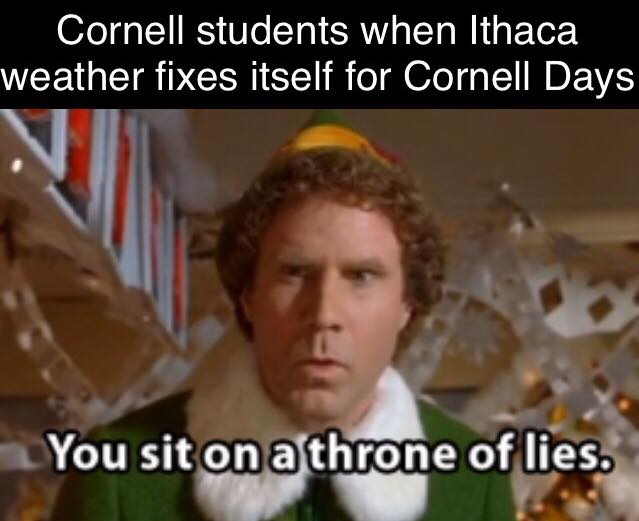 Cornell students when Ithaca
weather fixes itself for Cornell Days
You sit on a throne of lies.